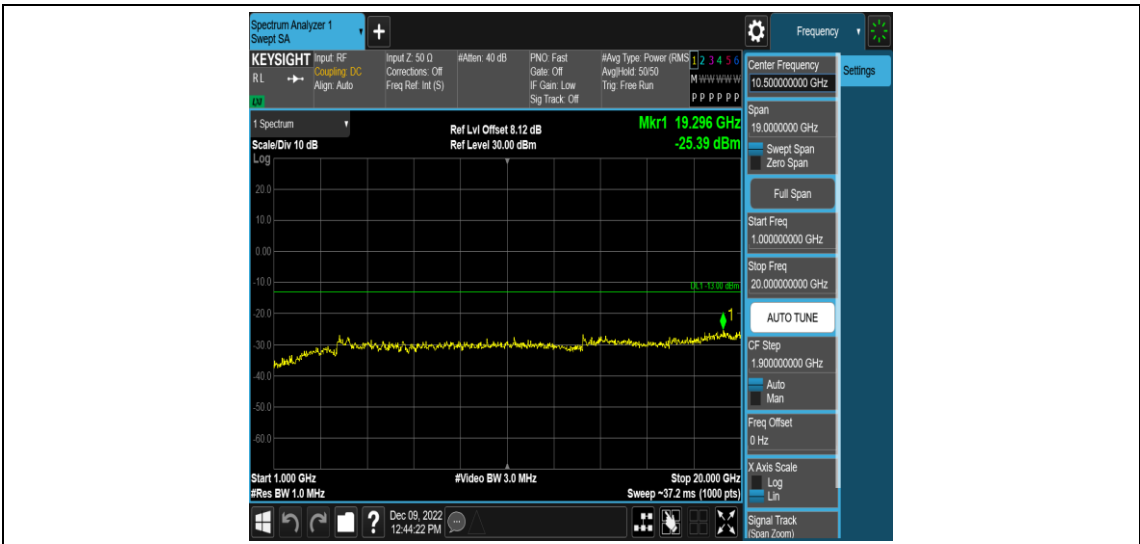 Spectrum Analyzer 1
Swept SA
+
Frequency
KEYSIGHT
RL
LXI
Input: RF
Coupling: DC
Align: Auto
Input Z: 50 Ω
Corrections: Off
Freq Ref: Int (S)
#Atten: 40 dB
PNO: Fast
Gate: Off
IF Gain: Low
Sig Track: Off
#Avg Type: Power (RMS
Avg|Hold: 50/50
Trig: Free Run
1 2 3 4 5 6
M W W W W W
P P P P P P
Center Frequency
10.500000000 GHz
Settings
Span
19.0000000 GHz
Swept Span
Zero Span
Full Span
Start Freq
1.000000000 GHz
Stop Freq
20.000000000 GHz
AUTO TUNE
CF Step
1.900000000 GHz
Auto
Man
Freq Offset
0 Hz
X Axis Scale
Log
Lin
Signal Track
(Span Zoom)
1 Spectrum
Scale/Div 10 dB
Log
Ref Lvl Offset 8.12 dB
Ref Level 30.00 dBm
Mkr1 19.296 GHz
-25.39 dBm
20.0
10.0
0.00
-10.0
DL1 -13.00 dBm
-20.0
1
-30.0
-40.0
-50.0
-60.0
Start 1.000 GHz
#Video BW 3.0 MHz
Stop 20.000 GHz
#Res BW 1.0 MHz
Sweep ~37.2 ms (1000 pts)
?
Dec 09, 2022
12:44:22 PM